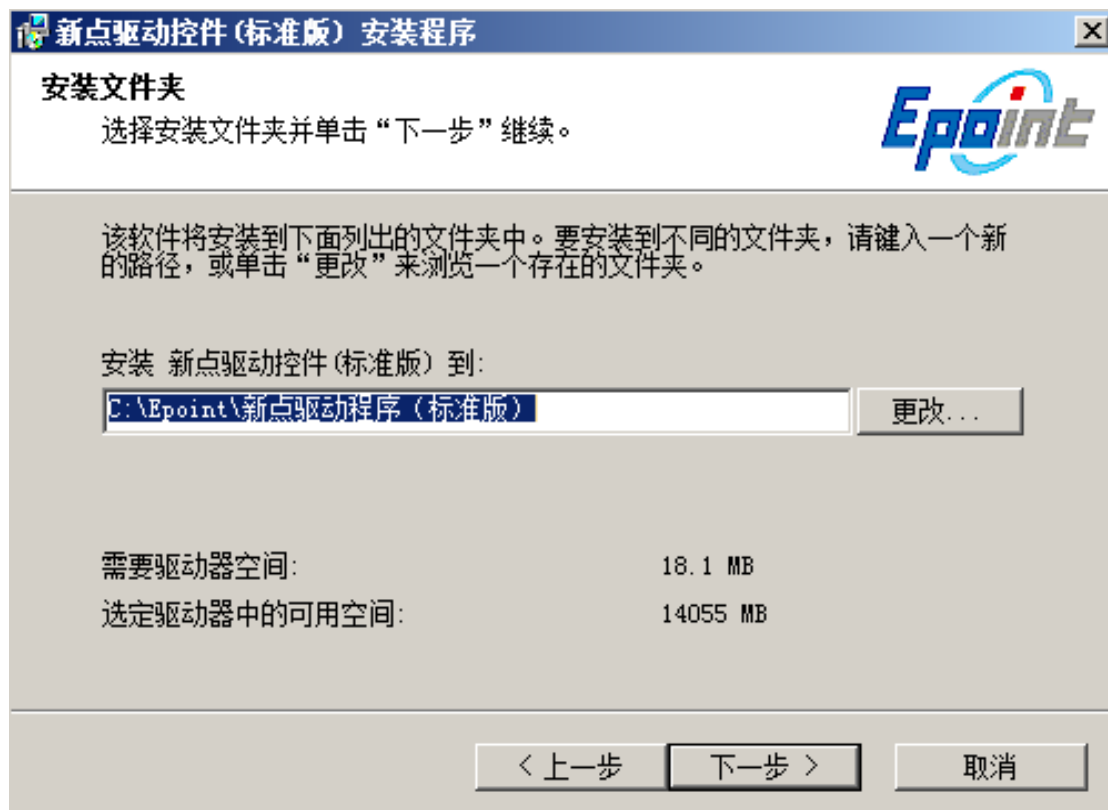 新点驱动控件(标准版) 安装程序
安装文件夹
选择安装文件夹并单击“下一步”继续。
Epoint
该软件将安装到下面列出的文件夹中。要安装到不同的文件夹，请键入一个新
的路径，或单击“更改”来浏览一个存在的文件夹。
安装 新点驱动控件(标准版) 到:
C:\Epoint\新点驱动程序（标准版）
更改...
需要驱动器空间: 18.1 MB
选定驱动器中的可用空间: 14055 MB
< 上一步 下一步 > 取消